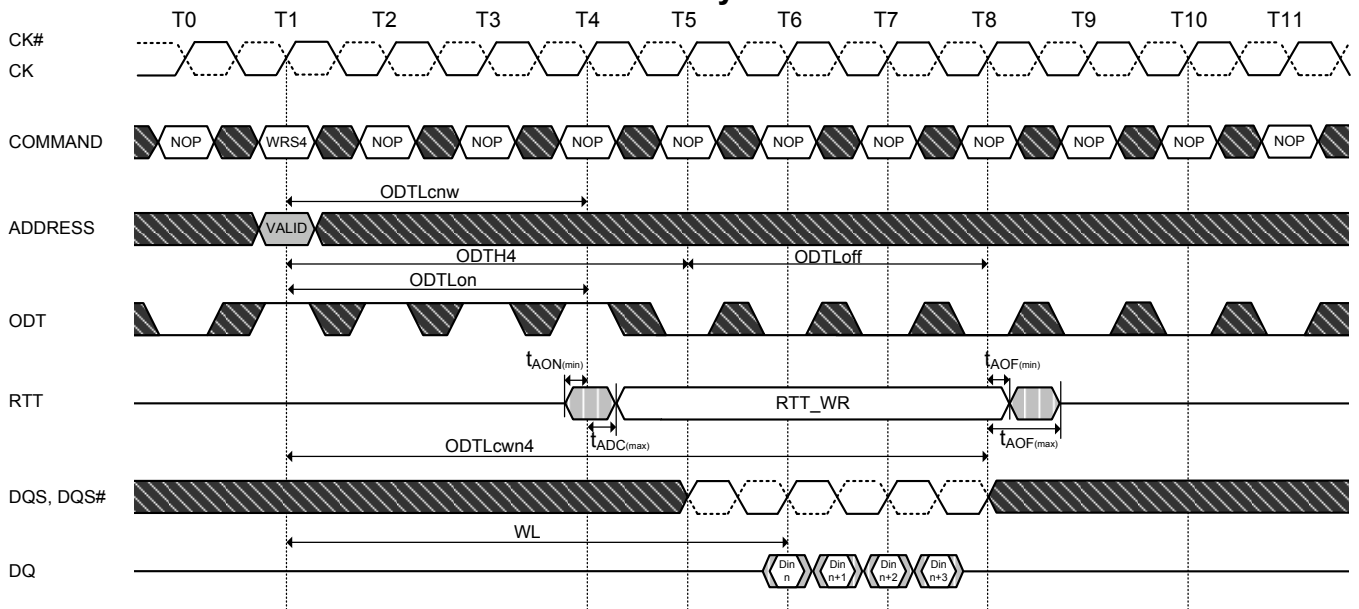 T0 T1 T2 T3 T4 T5 T6 T7 T8 T9 T10 T11
CK#
CK
COMMAND NOP WRS4 NOP NOP NOP NOP NOP NOP NOP NOP NOP NOP
ODTLcnw
ADDRESS VALID
ODTH4 ODTLoff
ODTLon
ODT
tAON(min) tAOF(min)
RTT RTT_WR
tADC(max) tAOF(max)
ODTLcwn4
DQS, DQS#
WL
DQ Din n Din n+1 Din n+2 Din n+3